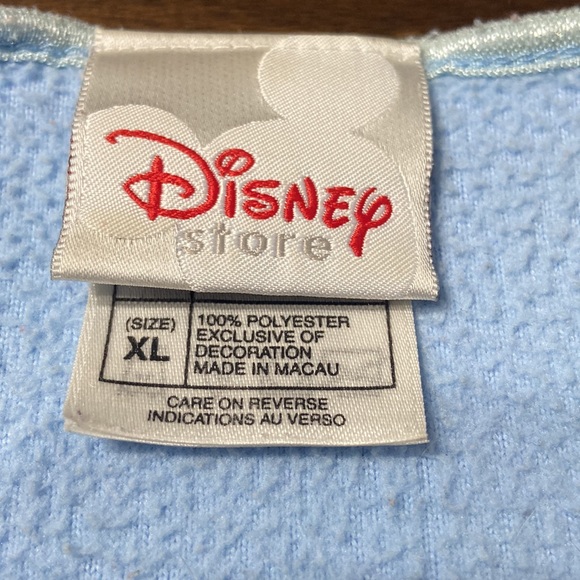 Disney
store
(SIZE)
XL
100% POLYESTER
EXCLUSIVE OF
DECORATION
MADE IN MACAU
CARE ON REVERSE
INDICATIONS AU VERSO